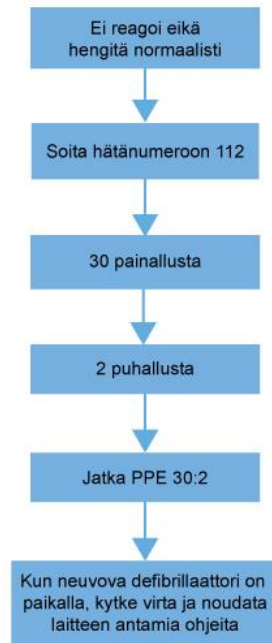 Ei reagoi eikä
hengitä normaalisti
Soita hätänumeroon 112
30 painallusta
2 puhallusta
Jatka PPE 30:2
Kun neuvova defibrillaattori on
paikalla, kytke virta ja noudata
laitteen antamia ohjeita